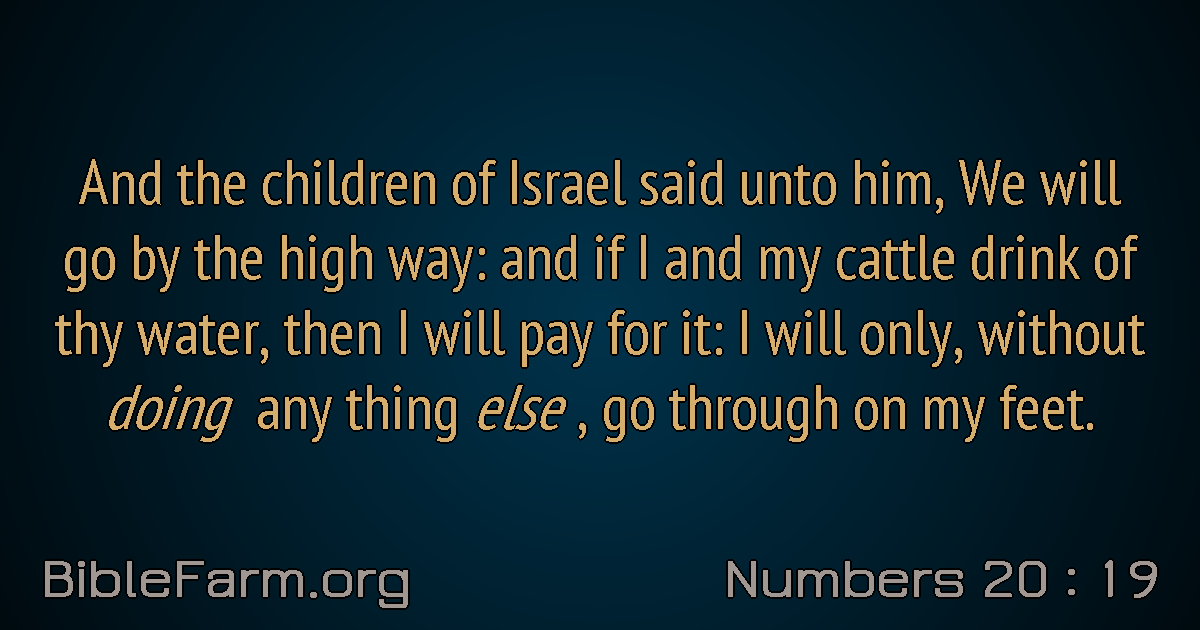 And the children of Israel said unto him, We will
go by the high way: and if I and my cattle drink of
thy water, then I will pay for it: I will only, without
doing any thing else , go through on my feet.
BibleFarm.org
Numbers 20 : 19